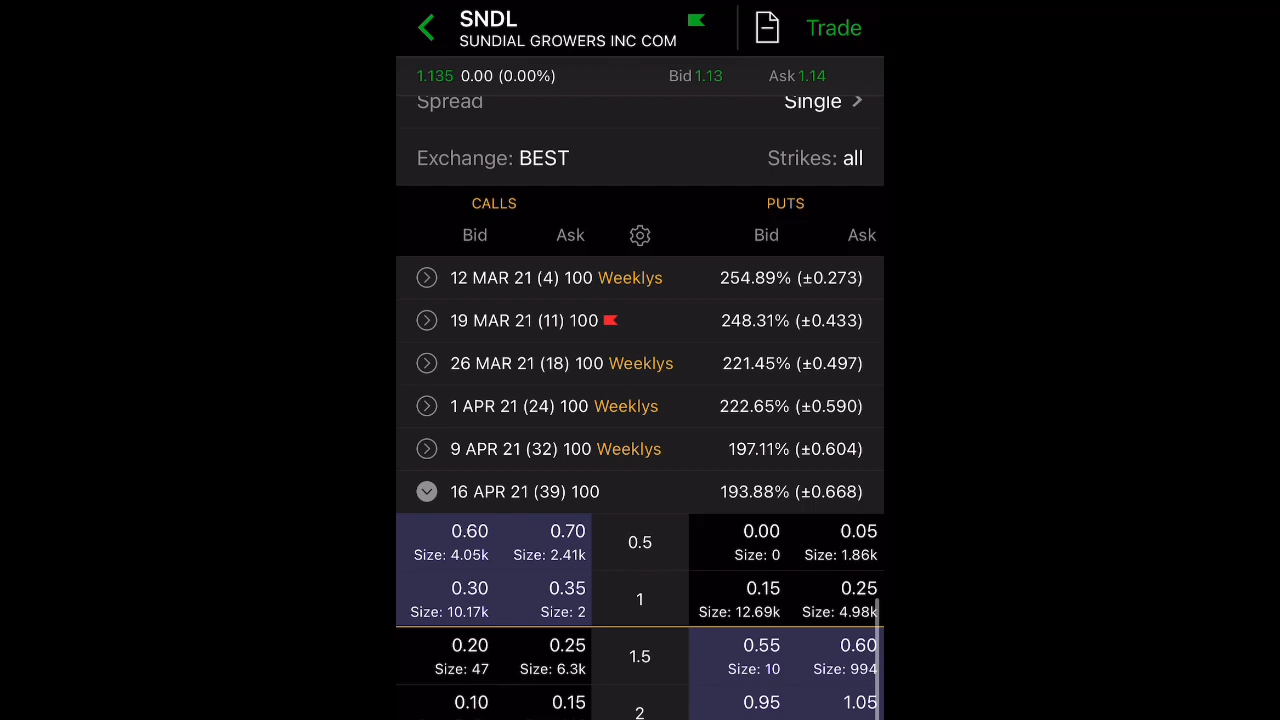 SNDL
SUNDIAL GROWERS INC COM
Trade
1.135 0.00 (0.00%) Bid 1.13 Ask 1.14
Spread Single
Exchange: BEST Strikes: all
CALLS PUTS
Bid Ask Bid Ask
12 MAR 21 (4) 100 Weeklys 254.89% (±0.273)
19 MAR 21 (11) 100 248.31% (±0.433)
26 MAR 21 (18) 100 Weeklys 221.45% (±0.497)
1 APR 21 (24) 100 Weeklys 222.65% (±0.590)
9 APR 21 (32) 100 Weeklys 197.11% (±0.604)
16 APR 21 (39) 100 193.88% (±0.668)
0.60 0.70 0.5 0.00 0.05
Size: 4.05k Size: 2.41k Size: 0 Size: 1.86k
0.30 0.35 1 0.15 0.25
Size: 10.17k Size: 2 Size: 12.69k Size: 4.98k
0.20 0.25 1.5 0.55 0.60
Size: 47 Size: 6.3k Size: 10 Size: 994
0.10 0.15 2 0.95 1.05